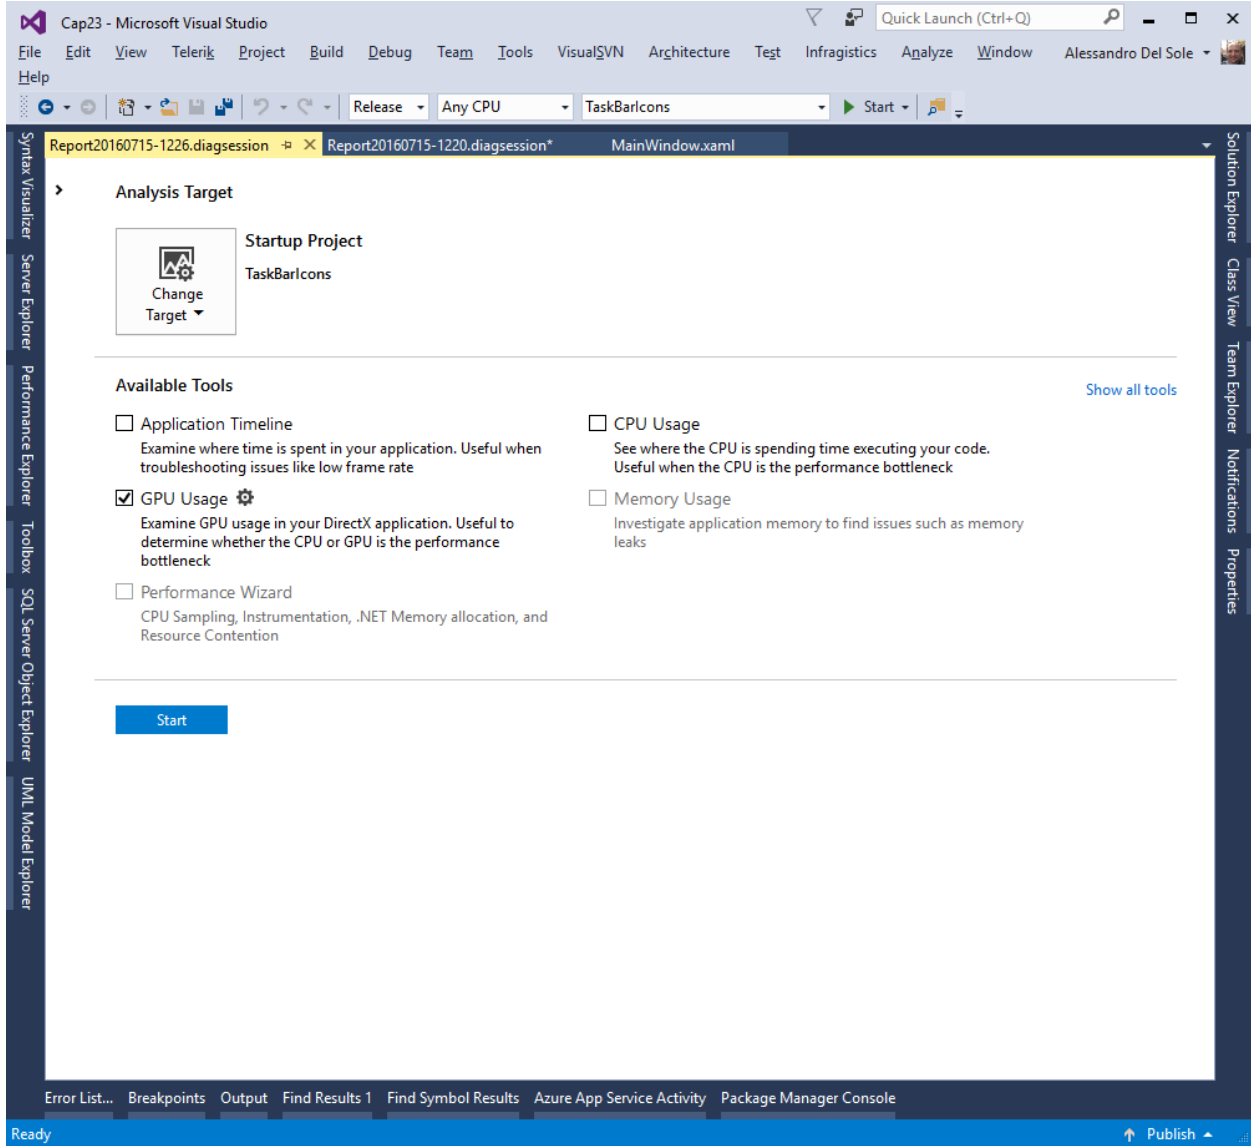 Cap23 - Microsoft Visual Studio
Quick Launch (Ctrl+Q)
File Edit View Telerik Project Build Debug Team Tools VisualSVN Architecture Test Infragistics Analyze Window Alessandro Del Sole
Help
Release Any CPU TaskBarIcons Start
Report20160715-1226.diagsession Report20160715-1220.diagsession* MainWindow.xaml
Syntax Visualizer
Server Explorer
Performance Explorer
Toolbox
SQL Server Object Explorer
UML Model Explorer
Analysis Target
Change
Target
Startup Project
TaskBarIcons
Available Tools
Show all tools
Application Timeline
Examine where time is spent in your application. Useful when
troubleshooting issues like low frame rate
CPU Usage
See where the CPU is spending time executing your code.
Useful when the CPU is the performance bottleneck
GPU Usage
Examine GPU usage in your DirectX application. Useful to
determine whether the CPU or GPU is the performance
bottleneck
Memory Usage
Investigate application memory to find issues such as memory
leaks
Performance Wizard
CPU Sampling, Instrumentation, .NET Memory allocation, and
Resource Contention
Start
Solution Explorer
Class View
Team Explorer
Notifications
Properties
Error List... Breakpoints Output Find Results 1 Find Symbol Results Azure App Service Activity Package Manager Console
Ready
Publish